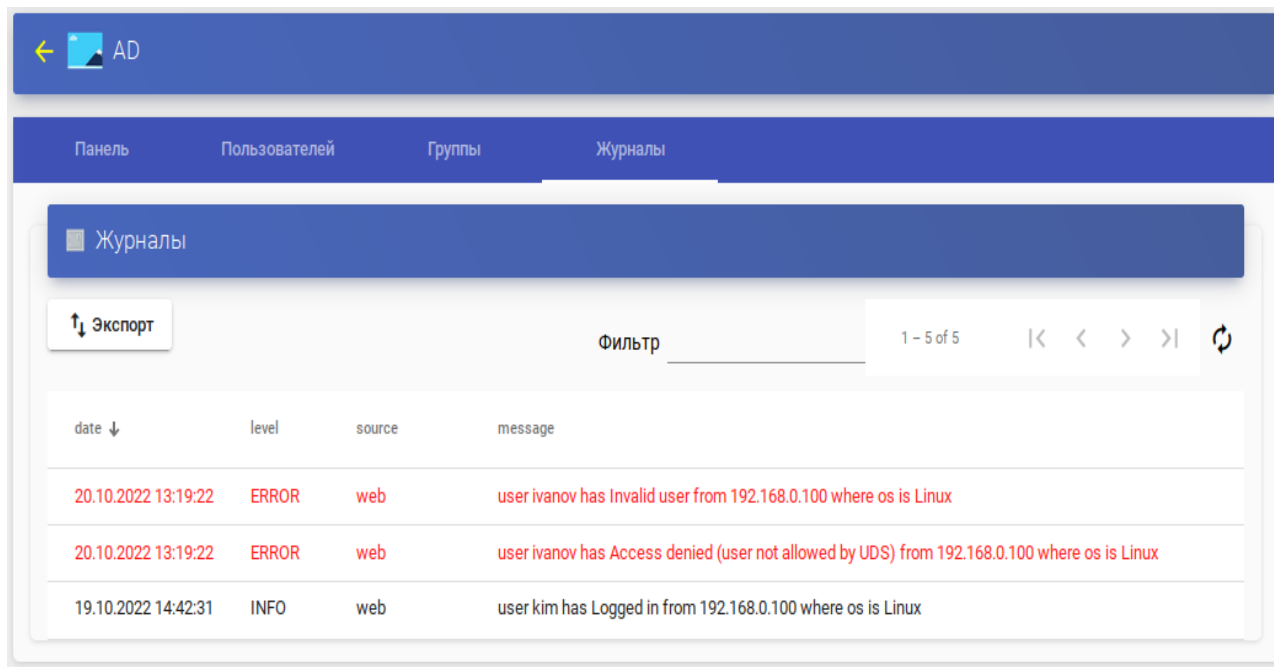 AD
Панель Пользователей Группы Журналы
Журналы
Экспорт
Фильтр 1 – 5 of 5
date level source message
20.10.2022 13:19:22 ERROR web user ivanov has Invalid user from 192.168.0.100 where os is Linux
20.10.2022 13:19:22 ERROR web user ivanov has Access denied (user not allowed by UDS) from 192.168.0.100 where os is Linux
19.10.2022 14:42:31 INFO web user kim has Logged in from 192.168.0.100 where os is Linux